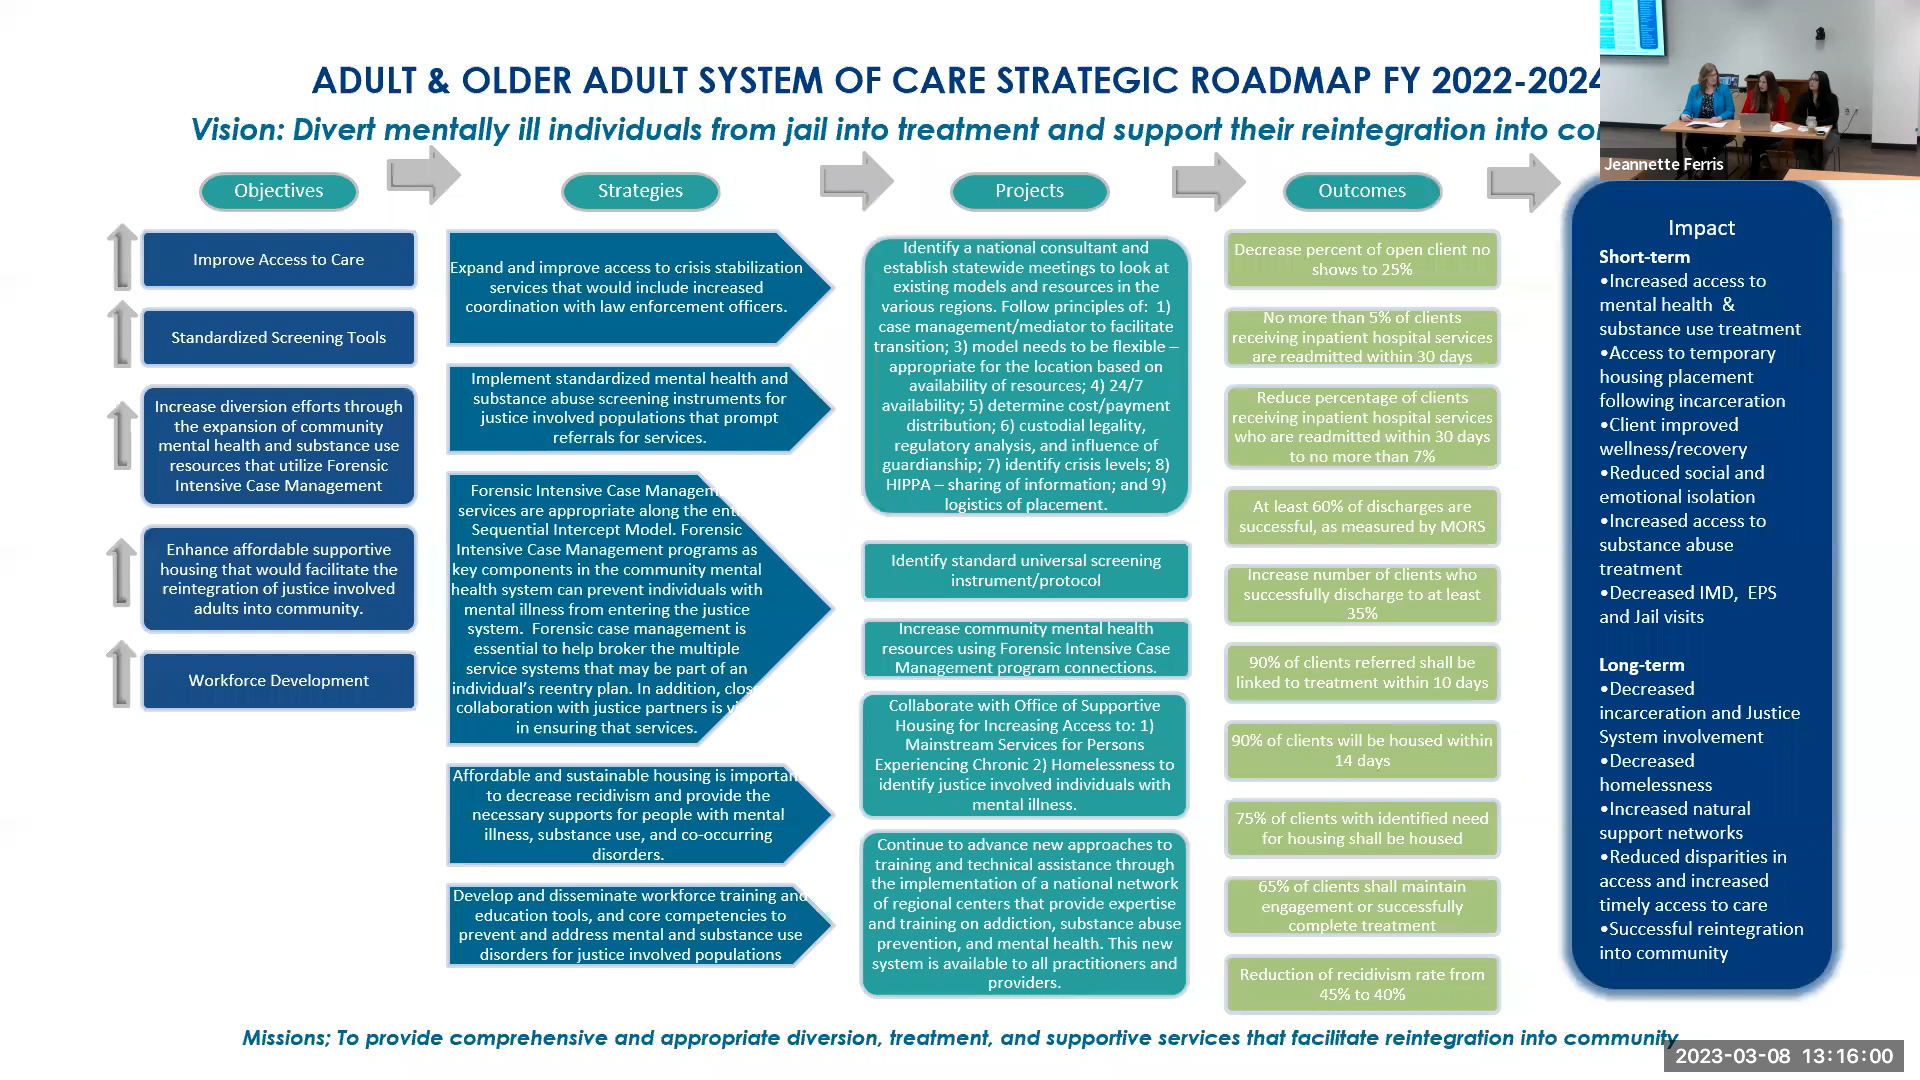 ADULT & OLDER ADULT SYSTEM OF CARE STRATEGIC ROADMAP FY 2022-2024
Vision: Divert mentally ill individuals from jail into treatment and support their reintegration into
Jeannette Ferris
Objectives
Improve Access to Care
Standardized Screening Tools
Increase diversion efforts through
the expansion of community
mental health and substance use
resources that utilize Forensic
Intensive Case Management
Enhance affordable supportive
housing that would facilitate the
reintegration of justice involved
adults into community.
Workforce Development
Strategies
Expand and improve access to crisis stabilization
services that would include increased
coordination with law enforcement officers.
Implement standardized mental health and
substance abuse screening instruments for
justice involved populations that prompt
referrals for services.
Forensic Intensive Case
services are appropriate along the
Sequential Intercept Model. Forensic
Intensive Case Management programs as
key components in the community mental
health system can prevent individuals with
mental illness from entering the justice
system.  Forensic case management is
essential to help broker the multiple
service systems that may be part of an
individual's reentry plan. In addition,
collaboration with justice partners is
in ensuring that services.
Affordable and sustainable housing is important
to decrease recidivism and provide the
necessary supports for people with mental
illness, substance use, and co-occurring
disorders.
Develop and disseminate workforce training and
education tools, and core competencies to
prevent and address mental and substance use
disorders for justice involved populations
Projects
Identify a national consultant and
establish statewide meetings to look at
existing models and resources in the
various regions. Follow principles of:  1)
case management/mediator to facilitate
transition; 3) model needs to be flexible –
appropriate for the location based on
availability of resources; 4) 24/7
availability; 5) determine cost/payment
distribution; 6) custodial legality,
regulatory analysis, and influence of
guardianship; 7) identify crisis levels; 8)
HIPPA – sharing of information; and 9)
logistics of placement.
Identify standard universal screening
instrument/protocol
Increase community mental health
resources using Forensic Intensive Case
Management program connections.
Collaborate with Office of Supportive
Housing for Increasing Access to: 1)
Mainstream Services for Persons
Experiencing Chronic 2) Homelessness to
identify justice involved individuals with
mental illness.
Continue to advance new approaches to
training and technical assistance through
the implementation of a national network
of regional centers that provide expertise
and training on addiction, substance abuse
prevention, and mental health. This new
system is available to all practitioners and
providers.
Outcomes
Decrease percent of open client no
shows to 25%
No more than 5% of clients
receiving inpatient hospital services
are readmitted within 30 days
Reduce percentage of clients
receiving inpatient hospital services
who are readmitted within 30 days
to no more than 7%
At least 60% of discharges are
successful, as measured by MORS
Increase number of clients who
successfully discharge to at least
35%
90% of clients referred shall be
linked to treatment within 10 days
90% of clients will be housed within
14 days
75% of clients with identified need
for housing shall be housed
65% of clients shall maintain
engagement or successfully
complete treatment
Reduction of recidivism rate from
45% to 40%
Impact
Short-term
•Increased access to
mental health  &
substance use treatment
•Access to temporary
housing placement
following incarceration
•Client improved
wellness/recovery
•Reduced social and
emotional isolation
•Increased access to
substance abuse
treatment
•Decreased IMD,  EPS
and Jail visits
Long-term
•Decreased
incarceration and Justice
System involvement
•Decreased
homelessness
•Increased natural
support networks
•Reduced disparities in
access and increased
timely access to care
•Successful reintegration
into community
Missions; To provide comprehensive and appropriate diversion, treatment, and supportive services that facilitate reintegration into community
2023-03-08 13:16:00